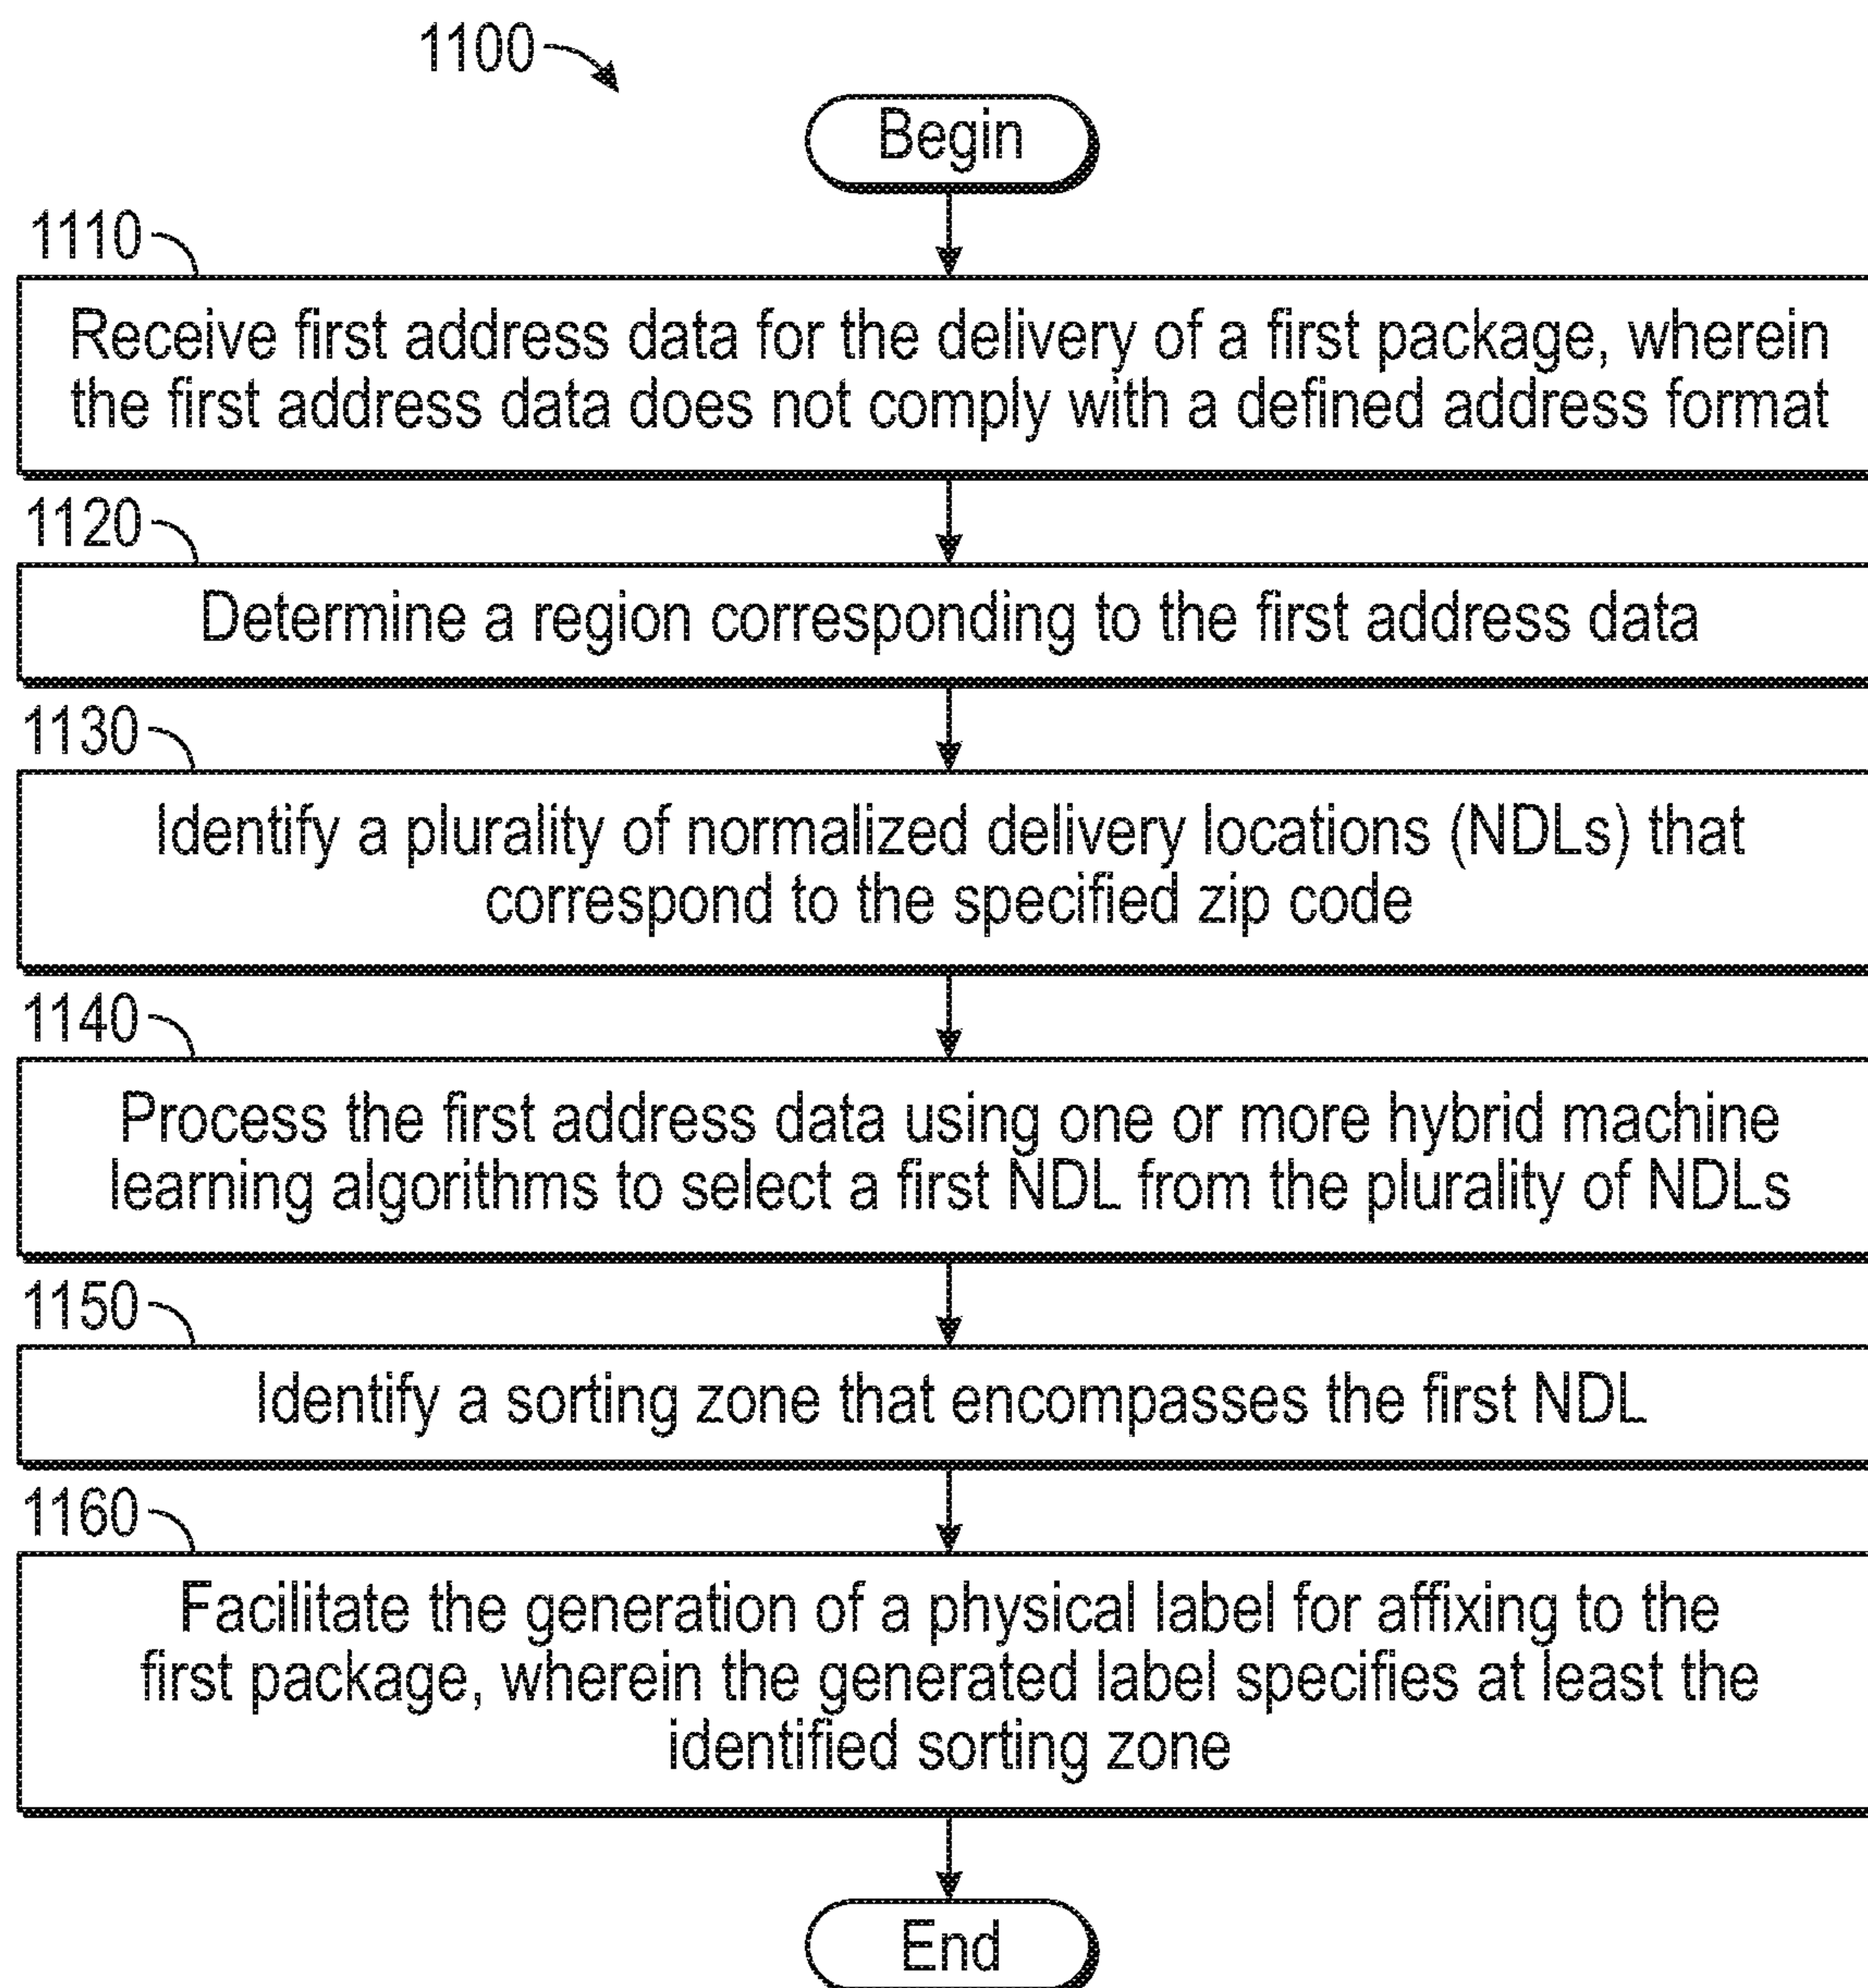 1100
Begin
1110
Receive first address data for the delivery of a first package, wherein
the first address data does not comply with a defined address format
1120
Determine a region corresponding to the first address data
1130
Identify a plurality of normalized delivery locations (NDLs) that
correspond to the specified zip code
1140
Process the first address data using one or more hybrid machine
learning algorithms to select a first NDL from the plurality of NDLs
1150
Identify a sorting zone that encompasses the first NDL
1160
Facilitate the generation of a physical label for affixing to the
first package, wherein the generated label specifies at least the
identified sorting zone
End